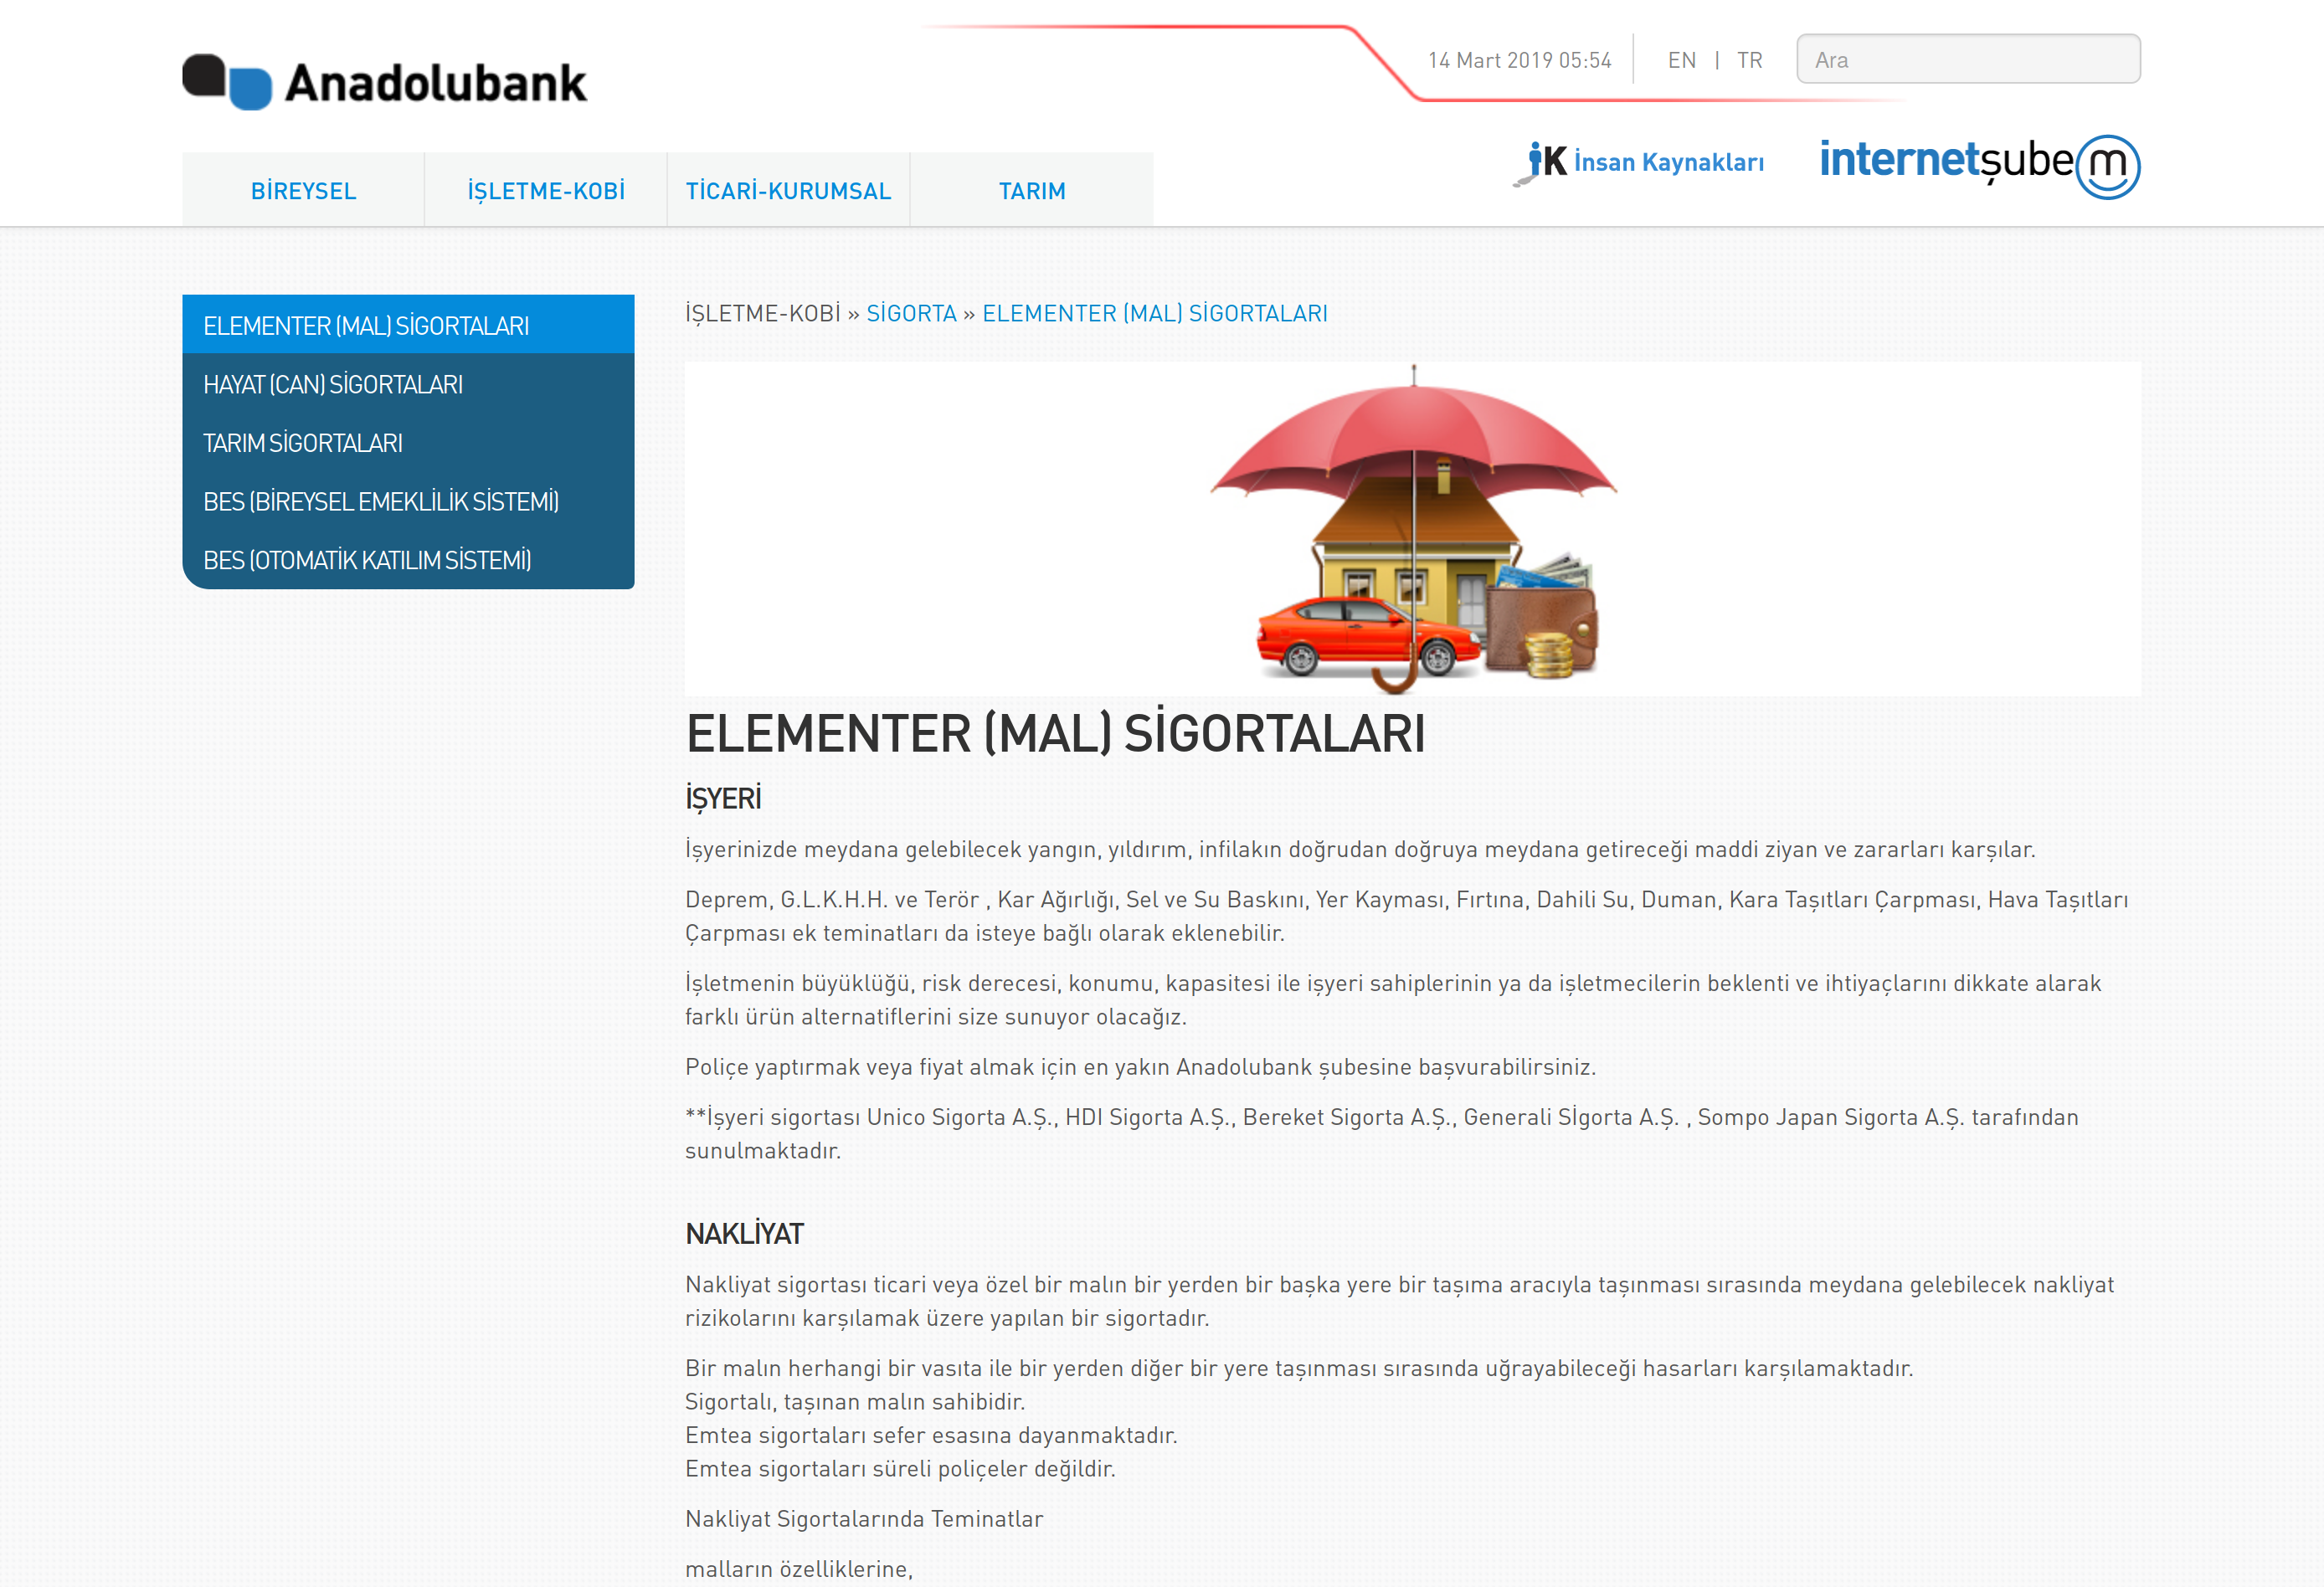 Anadolubank
14 Mart 2019 05:54
EN | TR
Ara
İK İnsan Kaynakları
internetşubem
BİREYSEL
İŞLETME-KOBİ
TİCARİ-KURUMSAL
TARIM
ELEMENTER (MAL) SİGORTALARI
HAYAT (CAN) SİGORTALARI
TARIM SİGORTALARI
BES (BİREYSEL EMEKLİLİK SİSTEMİ)
BES (OTOMATİK KATILIM SİSTEMİ)
İŞLETME-KOBİ » SİGORTA » ELEMENTER (MAL) SİGORTALARI
ELEMENTER (MAL) SİGORTALARI
İŞYERİ
İşyerinizde meydana gelebilecek yangın, yıldırım, infilakın doğrudan doğruya meydana getireceği maddi ziyan ve zararları karşılar.
Deprem, G.L.K.H.H. ve Terör , Kar Ağırlığı, Sel ve Su Baskını, Yer Kayması, Fırtına, Dahili Su, Duman, Kara Taşıtları Çarpması, Hava Taşıtları
Çarpması ek teminatları da isteye bağlı olarak eklenebilir.
İşletmenin büyüklüğü, risk derecesi, konumu, kapasitesi ile işyeri sahiplerinin ya da işletmecilerin beklenti ve ihtiyaçlarını dikkate alarak
farklı ürün alternatiflerini size sunuyor olacağız.
Poliçe yaptırmak veya fiyat almak için en yakın Anadolubank şubesine başvurabilirsiniz.
**İşyeri sigortası Unico Sigorta A.Ş., HDI Sigorta A.Ş., Bereket Sigorta A.Ş., Generali Sİgorta A.Ş. , Sompo Japan Sigorta A.Ş. tarafından
sunulmaktadır.
NAKLİYAT
Nakliyat sigortası ticari veya özel bir malın bir yerden bir başka yere bir taşıma aracıyla taşınması sırasında meydana gelebilecek nakliyat
rizikolarını karşılamak üzere yapılan bir sigortadır.
Bir malın herhangi bir vasıta ile bir yerden diğer bir yere taşınması sırasında uğrayabileceği hasarları karşılamaktadır.
Sigortalı, taşınan malın sahibidir.
Emtea sigortaları sefer esasına dayanmaktadır.
Emtea sigortaları süreli poliçeler değildir.
Nakliyat Sigortalarında Teminatlar
malların özelliklerine,